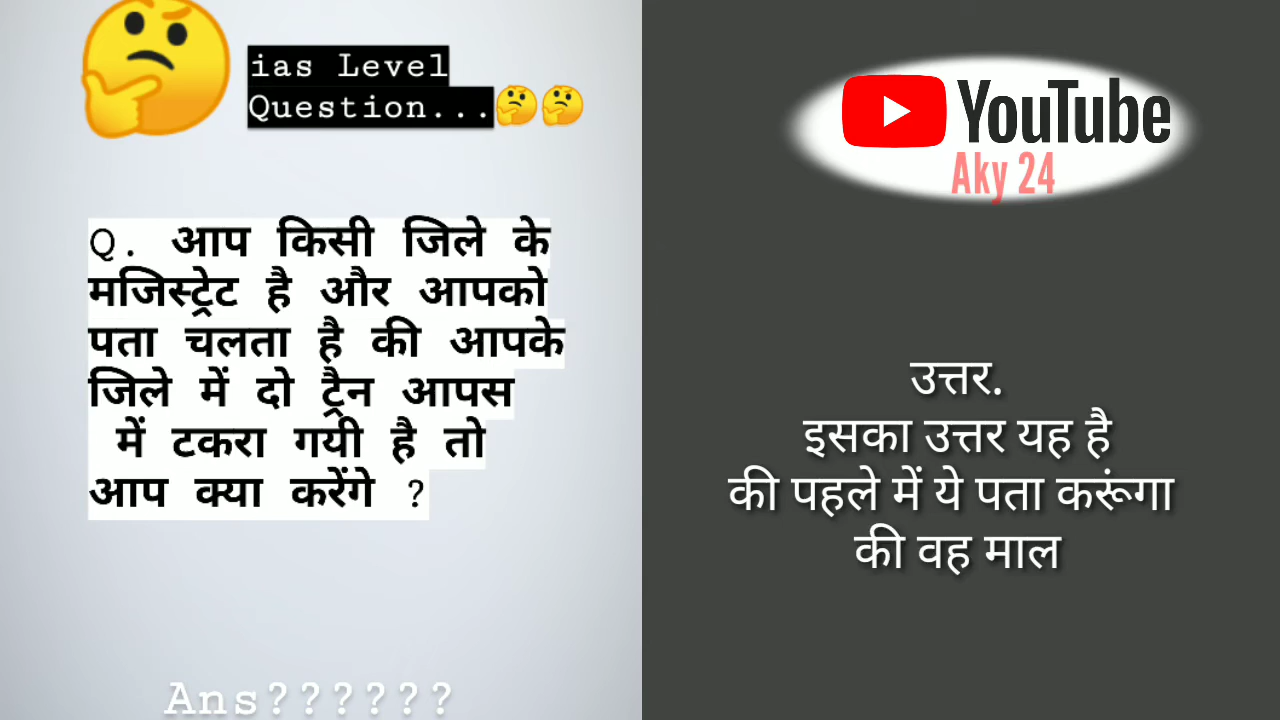 ias Level
Question...🤔🤔
Q. आप किसी जिले के
मजिस्ट्रेट है और आपको
पता चलता है की आपके
जिले में दो ट्रैन आपस
में टकरा गयी है तो
आप क्या करेंगे ?
Ans??????
YouTube
Aky 24
उत्तर.
इसका उत्तर यह है
की पहले में ये पता करूंगा
की वह माल